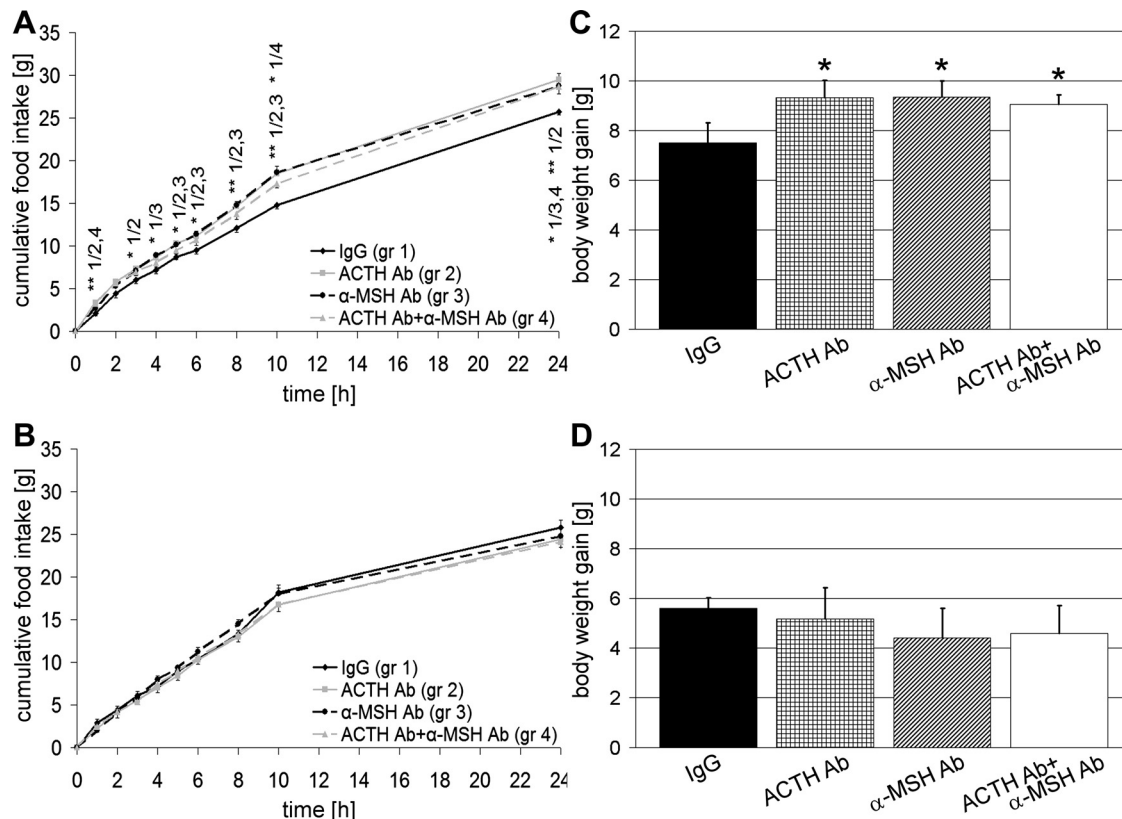 A
cumulative food intake [g]
35
30
25
20
15
10
5
0
** 1/2,4
* 1/2
* 1/3
* 1/2,3
* 1/2,3
** 1/2,3
** 1/2,3 * 1/4
* 1/3,4 ** 1/2
IgG (gr 1)
ACTH Ab (gr 2)
α-MSH Ab (gr 3)
ACTH Ab+α-MSH Ab (gr 4)
0 2 4 6 8 10 12 14 16 18 20 22 24
time [h]
C
body weight gain [g]
12
10
8
6
4
2
0
* * *
IgG
ACTH Ab
α-MSH Ab
ACTH Ab+
α-MSH Ab
B
cumulative food intake [g]
35
30
25
20
15
10
5
0
IgG (gr 1)
ACTH Ab (gr 2)
α-MSH Ab (gr 3)
ACTH Ab+α-MSH Ab (gr 4)
0 2 4 6 8 10 12 14 16 18 20 22 24
time [h]
D
body weight gain [g]
12
10
8
6
4
2
0
IgG
ACTH Ab
α-MSH Ab
ACTH Ab+
α-MSH Ab